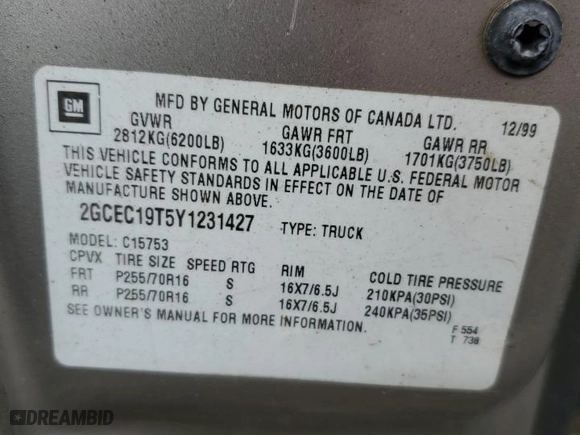 GM
MFD BY GENERAL MOTORS OF CANADA LTD. 12/99
GVWR GAWR FRT GAWR RR
2812KG(6200LB) 1633KG(3600LB) 1701KG(3750LB)
THIS VEHICLE CONFORMS TO ALL APPLICABLE U.S. FEDERAL MOTOR
VEHICLE SAFETY STANDARDS IN EFFECT ON THE DATE OF
MANUFACTURE SHOWN ABOVE.
2GCEC19T5Y1231427 TYPE: TRUCK
MODEL: C15753
CPVX TIRE SIZE SPEED RTG RIM COLD TIRE PRESSURE
FRT P255/70R16 S 16X7/6.5J 210KPA(30PSI)
RR P255/70R16 S 16X7/6.5J 240KPA(35PSI)
SEE OWNER'S MANUAL FOR MORE INFORMATION.
F 554
T 738
DREAMBID